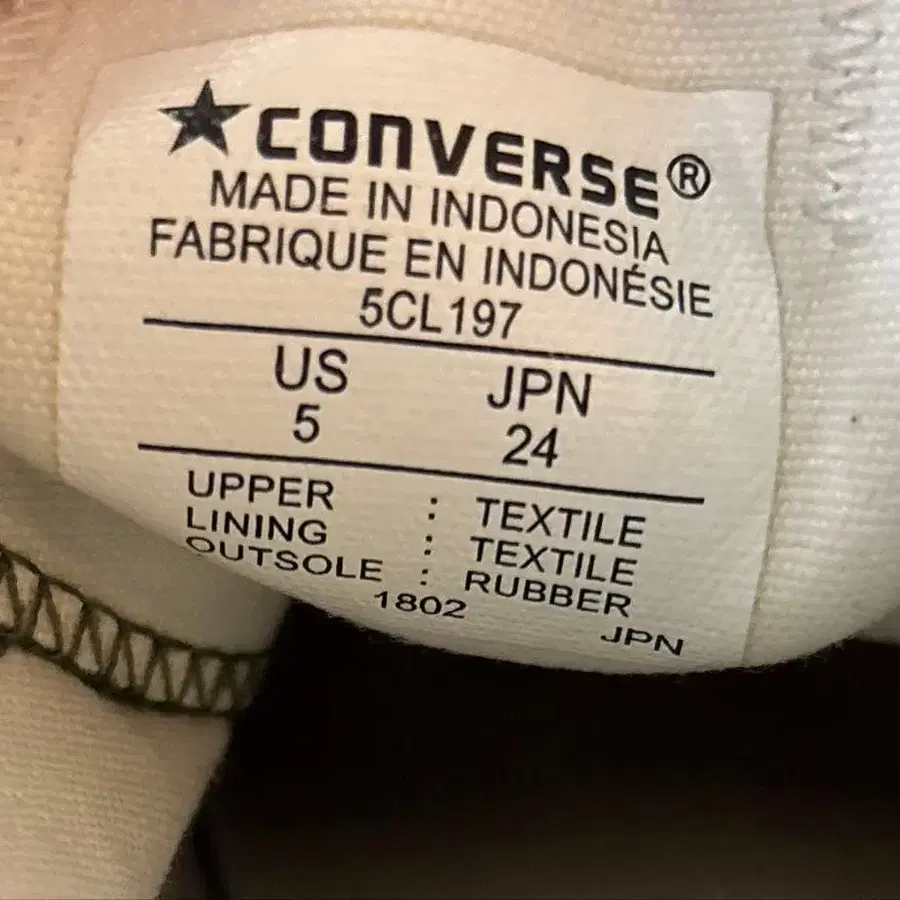 ★CONVERSE®
MADE IN INDONESIA
FABRIQUE EN INDONÉSIE
5CL197
US JPN
5 24
UPPER : TEXTILE
LINING : TEXTILE
OUTSOLE : RUBBER
1802
JPN